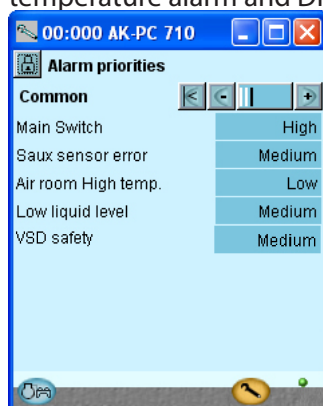 temperature alarm and Di
00:000 AK-PC 710
Alarm priorities
Common
Main Switch High
Saux sensor error Medium
Air room High temp. Low
Low liquid level Medium
VSD safety Medium